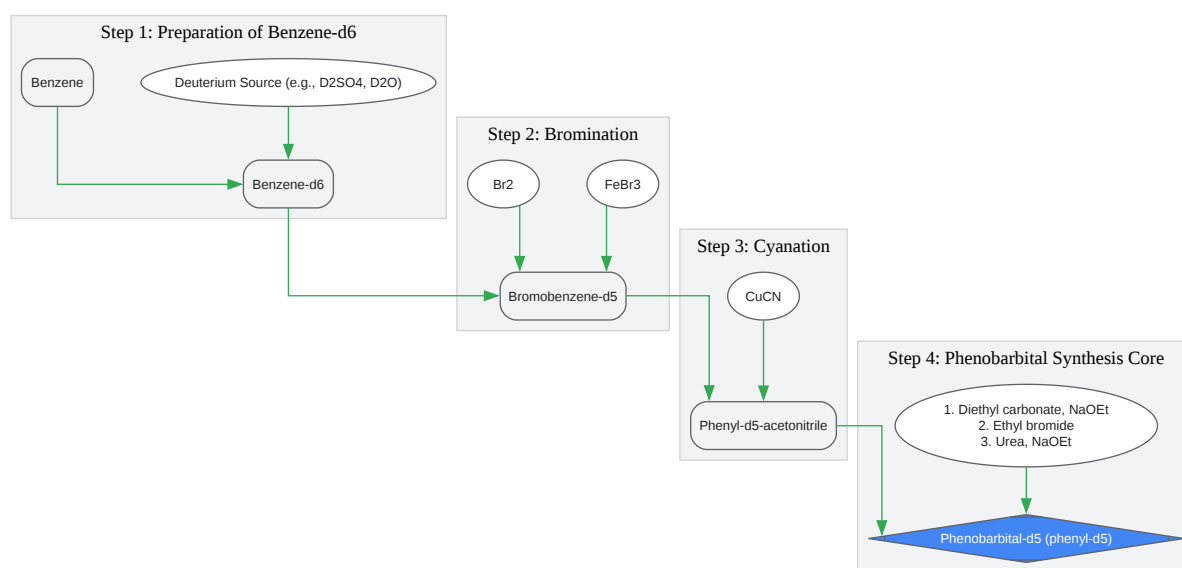 Step 1: Preparation of Benzene-d6
Benzene
Deuterium Source (e.g., D2SO4, D2O)
Benzene-d6
Step 2: Bromination
Br2
FeBr3
Bromobenzene-d5
Step 3: Cyanation
CuCN
Phenyl-d5-acetonitrile
Step 4: Phenobarbital Synthesis Core
1. Diethyl carbonate, NaOEt
2. Ethyl bromide
3. Urea, NaOEt
Phenobarbital-d5 (phenyl-d5)